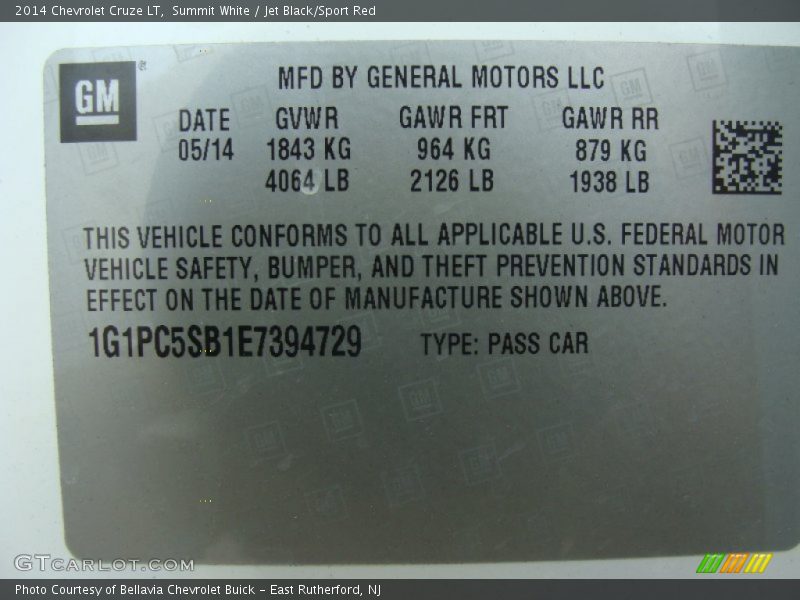 2014 Chevrolet Cruze LT, Summit White / Jet Black/Sport Red
GM®
MFD BY GENERAL MOTORS LLC
DATE GVWR GAWR FRT GAWR RR
05/14 1843 KG 964 KG 879 KG
4064 LB 2126 LB 1938 LB
THIS VEHICLE CONFORMS TO ALL APPLICABLE U.S. FEDERAL MOTOR
VEHICLE SAFETY, BUMPER, AND THEFT PREVENTION STANDARDS IN
EFFECT ON THE DATE OF MANUFACTURE SHOWN ABOVE.
1G1PC5SB1E7394729 TYPE: PASS CAR
GTCARLOT.COM
Photo Courtesy of Bellavia Chevrolet Buick - East Rutherford, NJ